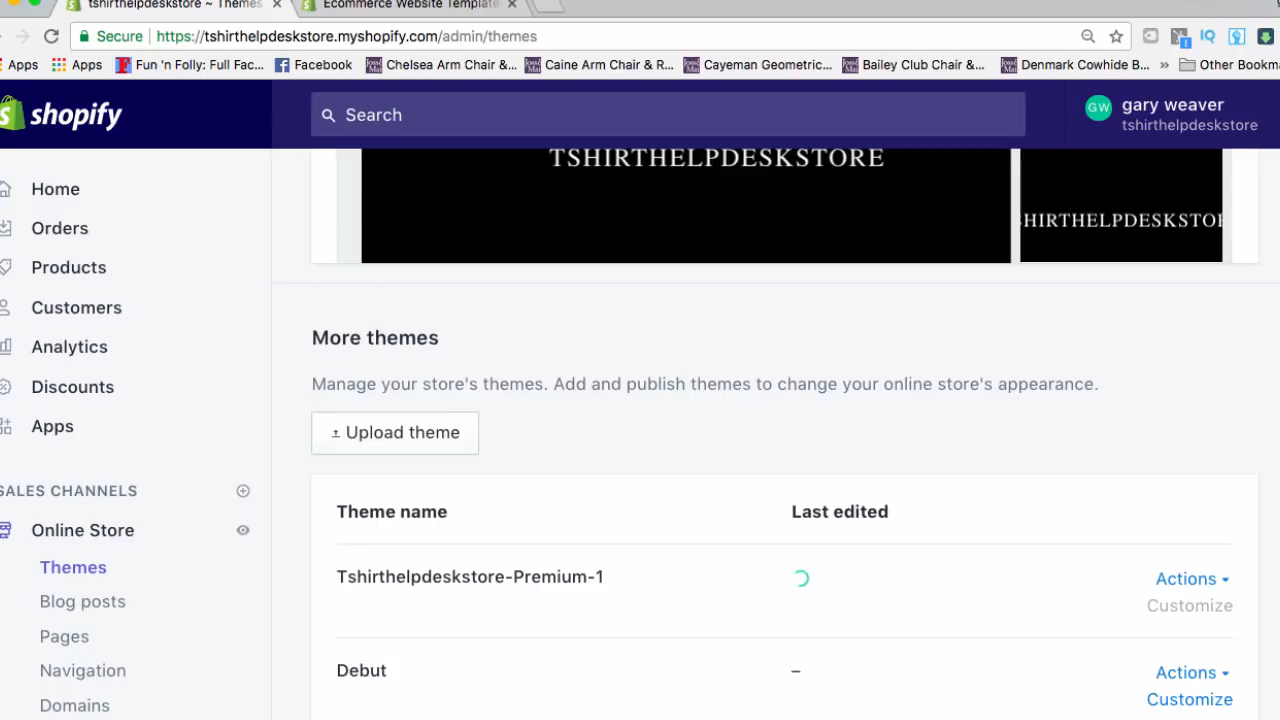 tshirthelpdeskstore ~ Themes
Ecommerce Website Template
Secure https://tshirthelpdeskstore.myshopify.com/admin/themes
IQ
Apps Apps Fun 'n Folly: Full Fac... Facebook Chelsea Arm Chair &... Caine Arm Chair & R... Cayeman Geometric... Bailey Club Chair &... Denmark Cowhide B... » Other Bookma
shopify
Search
GW gary weaver
tshirthelpdeskstore
TSHIRTHELPDESKSTORE
SHIRTHELPDESKSTOR
Home
Orders
Products
Customers
Analytics
Discounts
Apps
SALES CHANNELS
Online Store
Themes
Blog posts
Pages
Navigation
Domains
More themes
Manage your store's themes. Add and publish themes to change your online store's appearance.
Upload theme
Theme name Last edited
Tshirthelpdeskstore-Premium-1 Actions
Customize
Debut – Actions
Customize